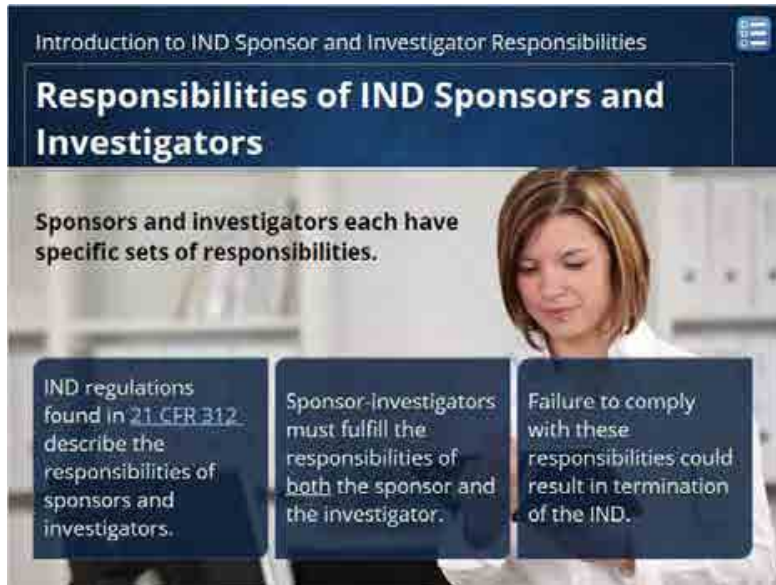 Introduction to IND Sponsor and Investigator Responsibilities
Responsibilities of IND Sponsors and
Investigators
Sponsors and investigators each have
specific sets of responsibilities.
IND regulations
found in 21 CFR 312
describe the
responsibilities of
sponsors and
investigators.
Sponsor-investigators
must fulfill the
responsibilities of
both the sponsor and
the investigator.
Failure to comply
with these
responsibilities could
result in termination
of the IND.